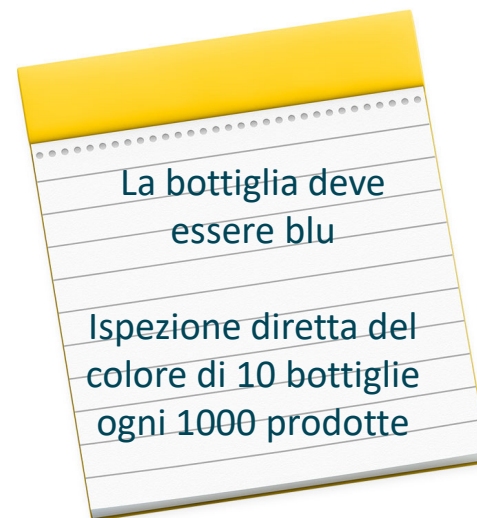 La bottiglia deve
essere blu
Ispezione diretta del
colore di 10 bottiglie
ogni 1000 prodotte